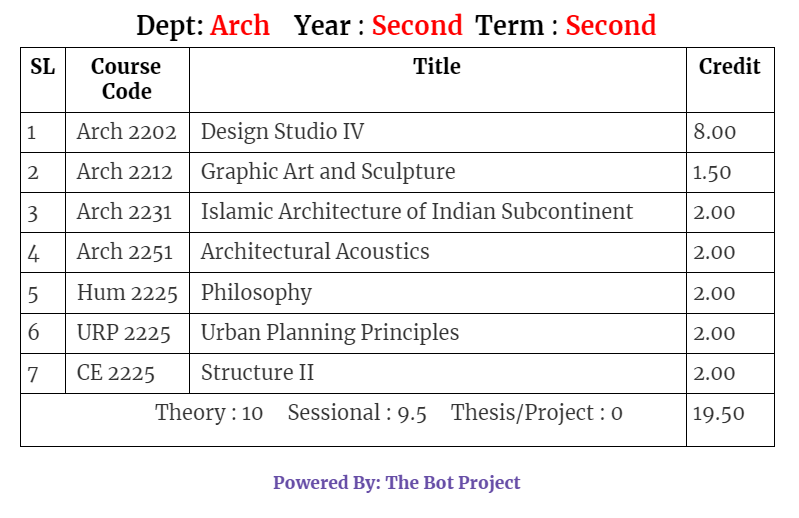 Dept: Arch Year : Second Term : Second
SL Course Code Title Credit
1 Arch 2202 Design Studio IV 8.00
2 Arch 2212 Graphic Art and Sculpture 1.50
3 Arch 2231 Islamic Architecture of Indian Subcontinent 2.00
4 Arch 2251 Architectural Acoustics 2.00
5 Hum 2225 Philosophy 2.00
6 URP 2225 Urban Planning Principles 2.00
7 CE 2225 Structure II 2.00
Theory : 10 Sessional : 9.5 Thesis/Project : 0 19.50
Powered By: The Bot Project